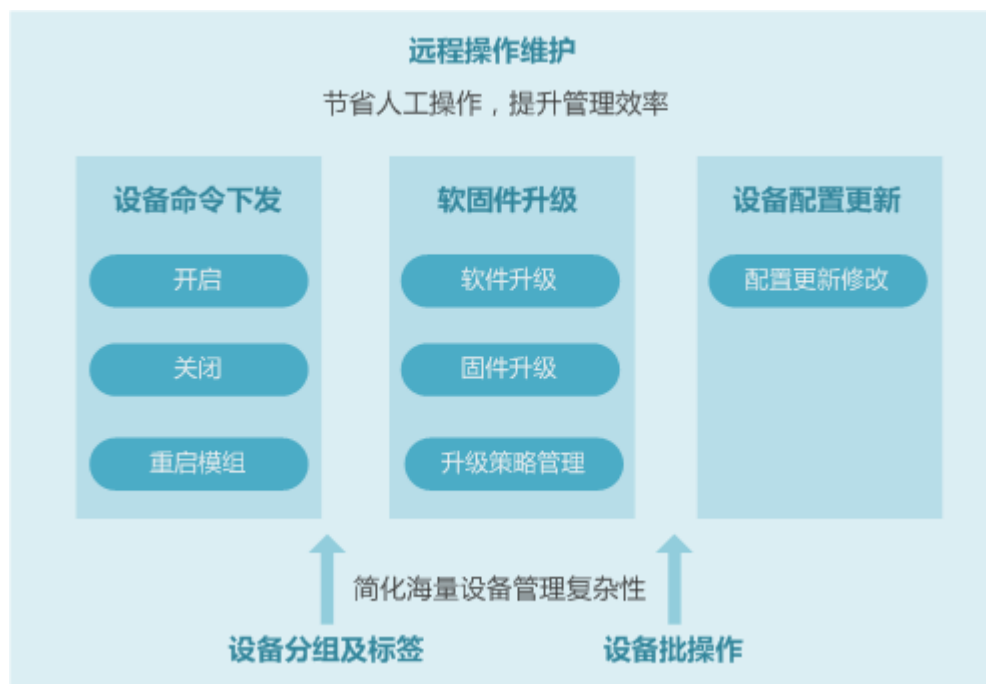 远程操作维护
节省人工操作，提升管理效率
设备命令下发
开启
关闭
重启模组
软固件升级
软件升级
固件升级
升级策略管理
设备配置更新
配置更新修改
简化海量设备管理复杂性
设备分组及标签
设备批操作